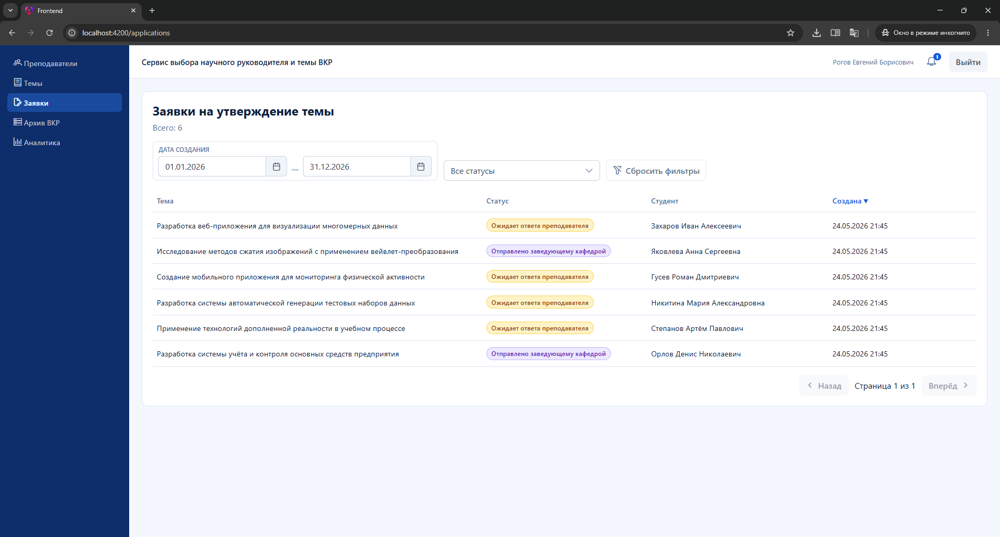 Frontend
localhost:4200/applications
Окно в режиме инкогнито
Преподаватели
Темы
Заявки
Архив ВКР
Аналитика
Сервис выбора научного руководителя и темы ВКР
Рогов Евгений Борисович
1
Выйти
Заявки на утверждение темы
Всего: 6
ДАТА СОЗДАНИЯ
01.01.2026 — 31.12.2026
Все статусы
Сбросить фильтры
Тема Статус Студент Создана ▼
Разработка веб-приложения для визуализации многомерных данных Ожидает ответа преподавателя Захаров Иван Алексеевич 24.05.2026 21:45
Исследование методов сжатия изображений с применением вейвлет-преобразования Отправлено заведующему кафедрой Яковлева Анна Сергеевна 24.05.2026 21:45
Создание мобильного приложения для мониторинга физической активности Ожидает ответа преподавателя Гусев Роман Дмитриевич 24.05.2026 21:45
Разработка системы автоматической генерации тестовых наборов данных Ожидает ответа преподавателя Никитина Мария Александровна 24.05.2026 21:45
Применение технологий дополненной реальности в учебном процессе Ожидает ответа преподавателя Степанов Артём Павлович 24.05.2026 21:45
Разработка системы учёта и контроля основных средств предприятия Отправлено заведующему кафедрой Орлов Денис Николаевич 24.05.2026 21:45
Назад Страница 1 из 1 Вперёд